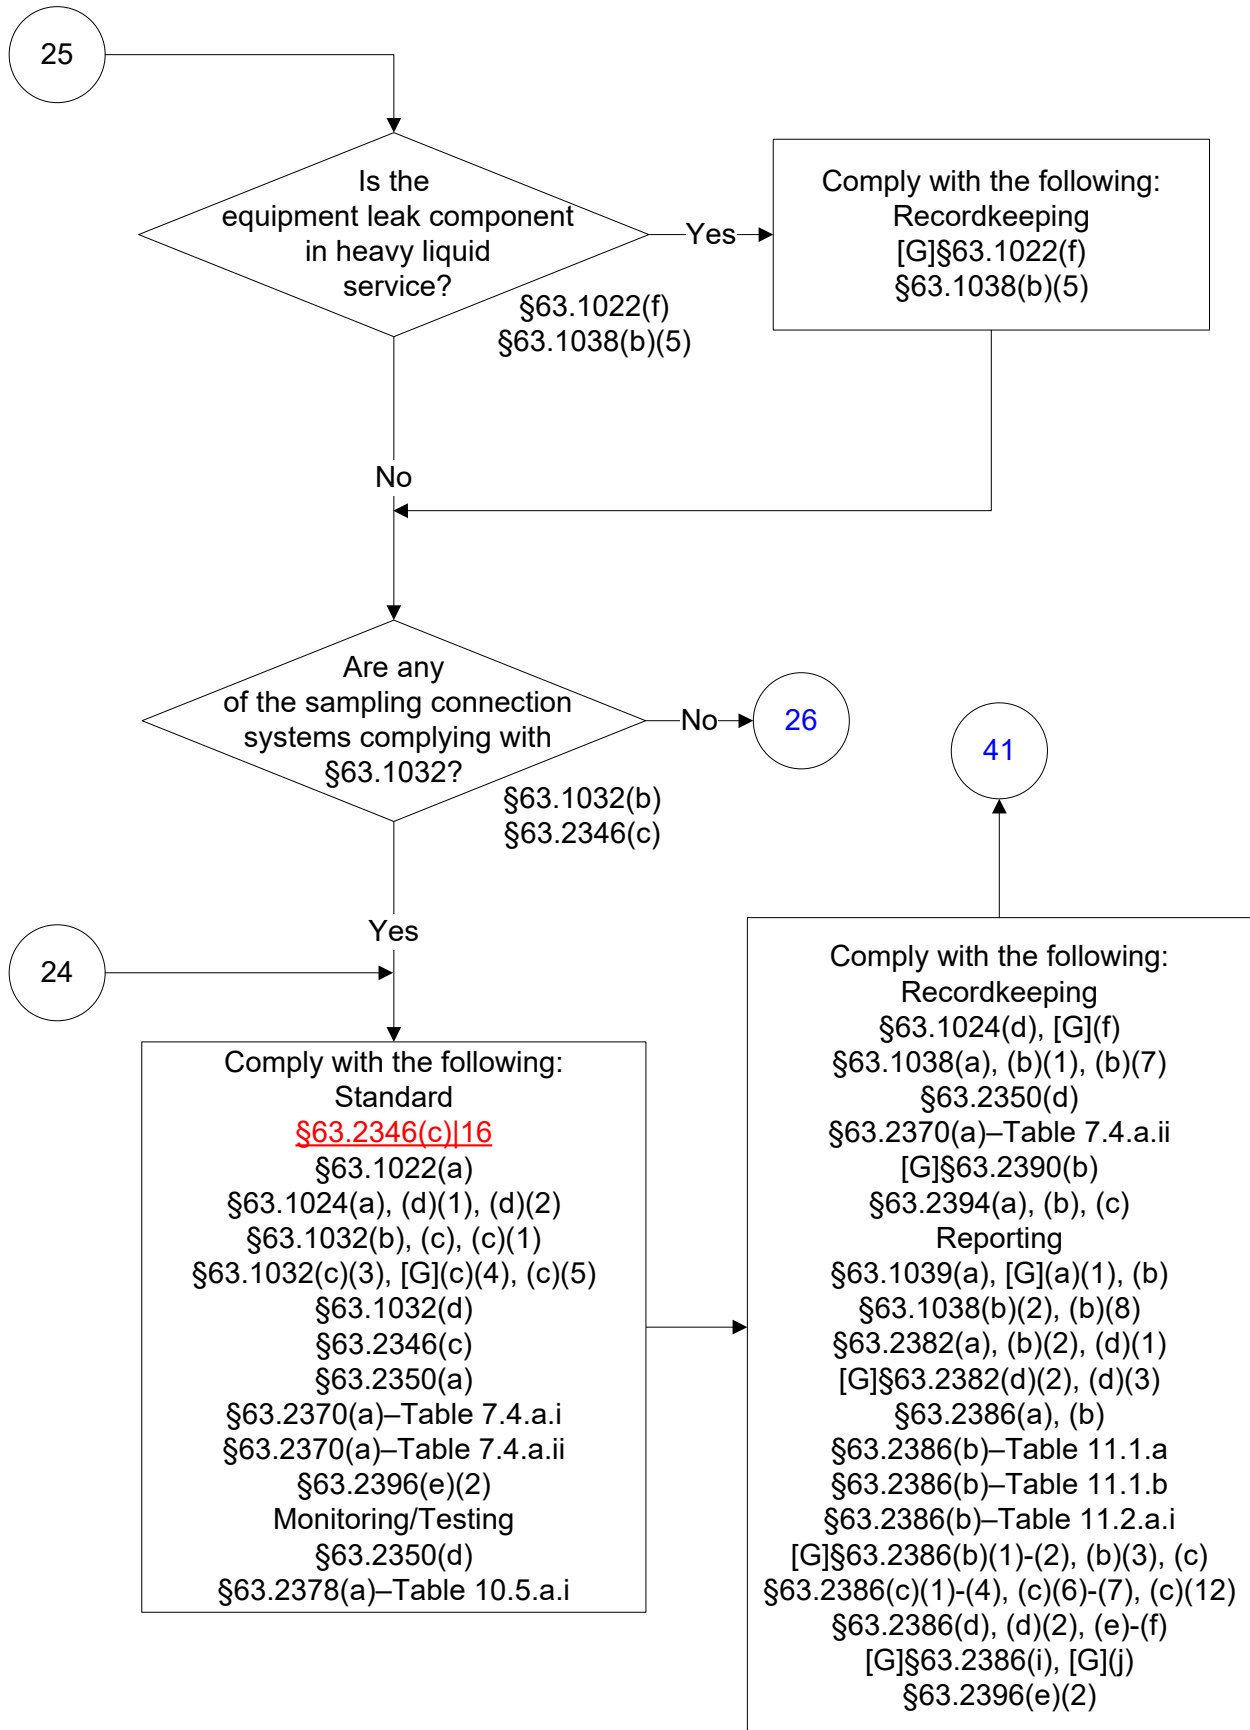 25
Is the
equipment leak component
in heavy liquid
service?
§63.1022(f)
§63.1038(b)(5)
Yes
Comply with the following:
Recordkeeping
[G]§63.1022(f)
§63.1038(b)(5)
No
Are any
of the sampling connection
systems complying with
§63.1032?
§63.1032(b)
§63.2346(c)
No
26
41
Yes
24
Comply with the following:
Standard
§63.2346(c)|16
§63.1022(a)
§63.1024(a), (d)(1), (d)(2)
§63.1032(b), (c), (c)(1)
§63.1032(c)(3), [G](c)(4), (c)(5)
§63.1032(d)
§63.2346(c)
§63.2350(a)
§63.2370(a)–Table 7.4.a.i
§63.2370(a)–Table 7.4.a.ii
§63.2396(e)(2)
Monitoring/Testing
§63.2350(d)
§63.2378(a)–Table 10.5.a.i
Comply with the following:
Recordkeeping
§63.1024(d), [G](f)
§63.1038(a), (b)(1), (b)(7)
§63.2350(d)
§63.2370(a)–Table 7.4.a.ii
[G]§63.2390(b)
§63.2394(a), (b), (c)
Reporting
§63.1039(a), [G](a)(1), (b)
§63.1038(b)(2), (b)(8)
§63.2382(a), (b)(2), (d)(1)
[G]§63.2382(d)(2), (d)(3)
§63.2386(a), (b)
§63.2386(b)–Table 11.1.a
§63.2386(b)–Table 11.1.b
§63.2386(b)–Table 11.2.a.i
[G]§63.2386(b)(1)-(2), (b)(3), (c)
§63.2386(c)(1)-(4), (c)(6)-(7), (c)(12)
§63.2386(d), (d)(2), (e)-(f)
[G]§63.2386(i), [G](j)
§63.2396(e)(2)